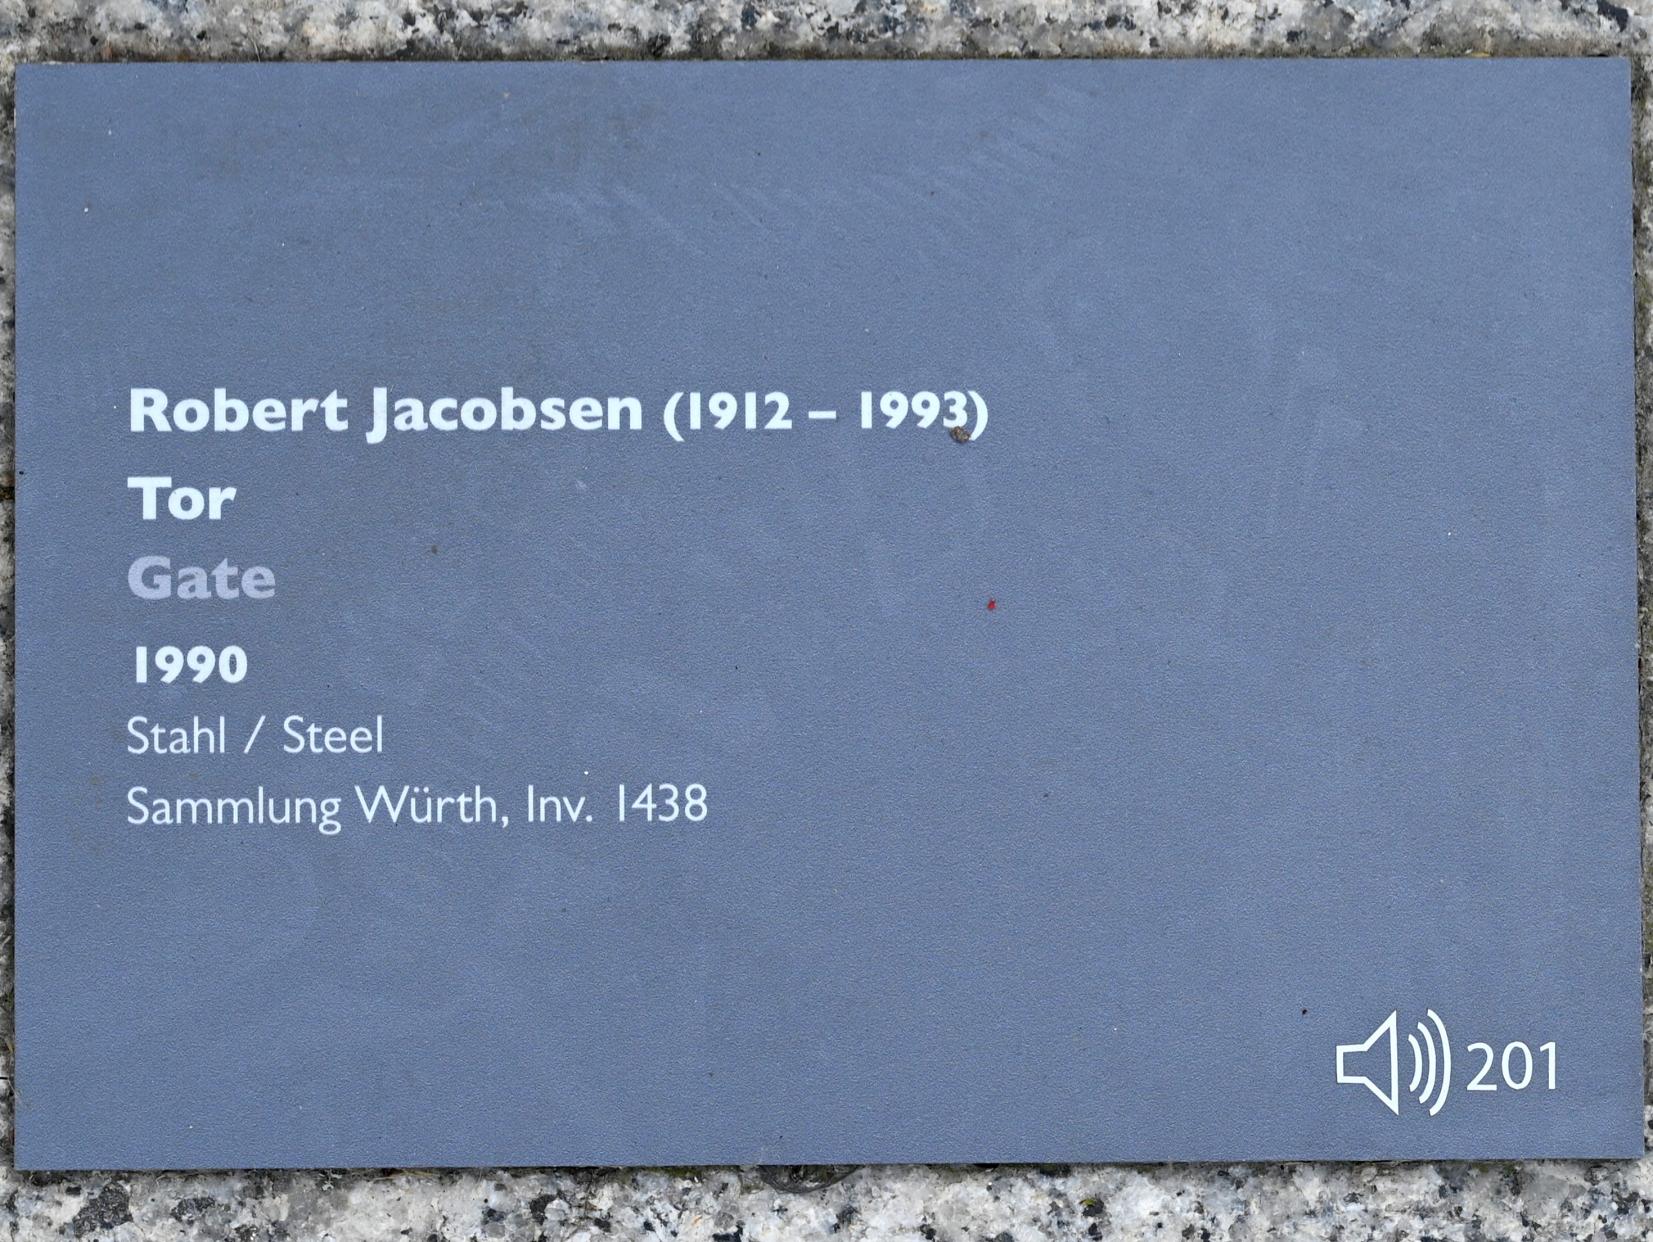 Robert Jacobsen (1912 – 1993)
Tor
Gate
1990
Stahl / Steel
Sammlung Würth, Inv. 1438
201